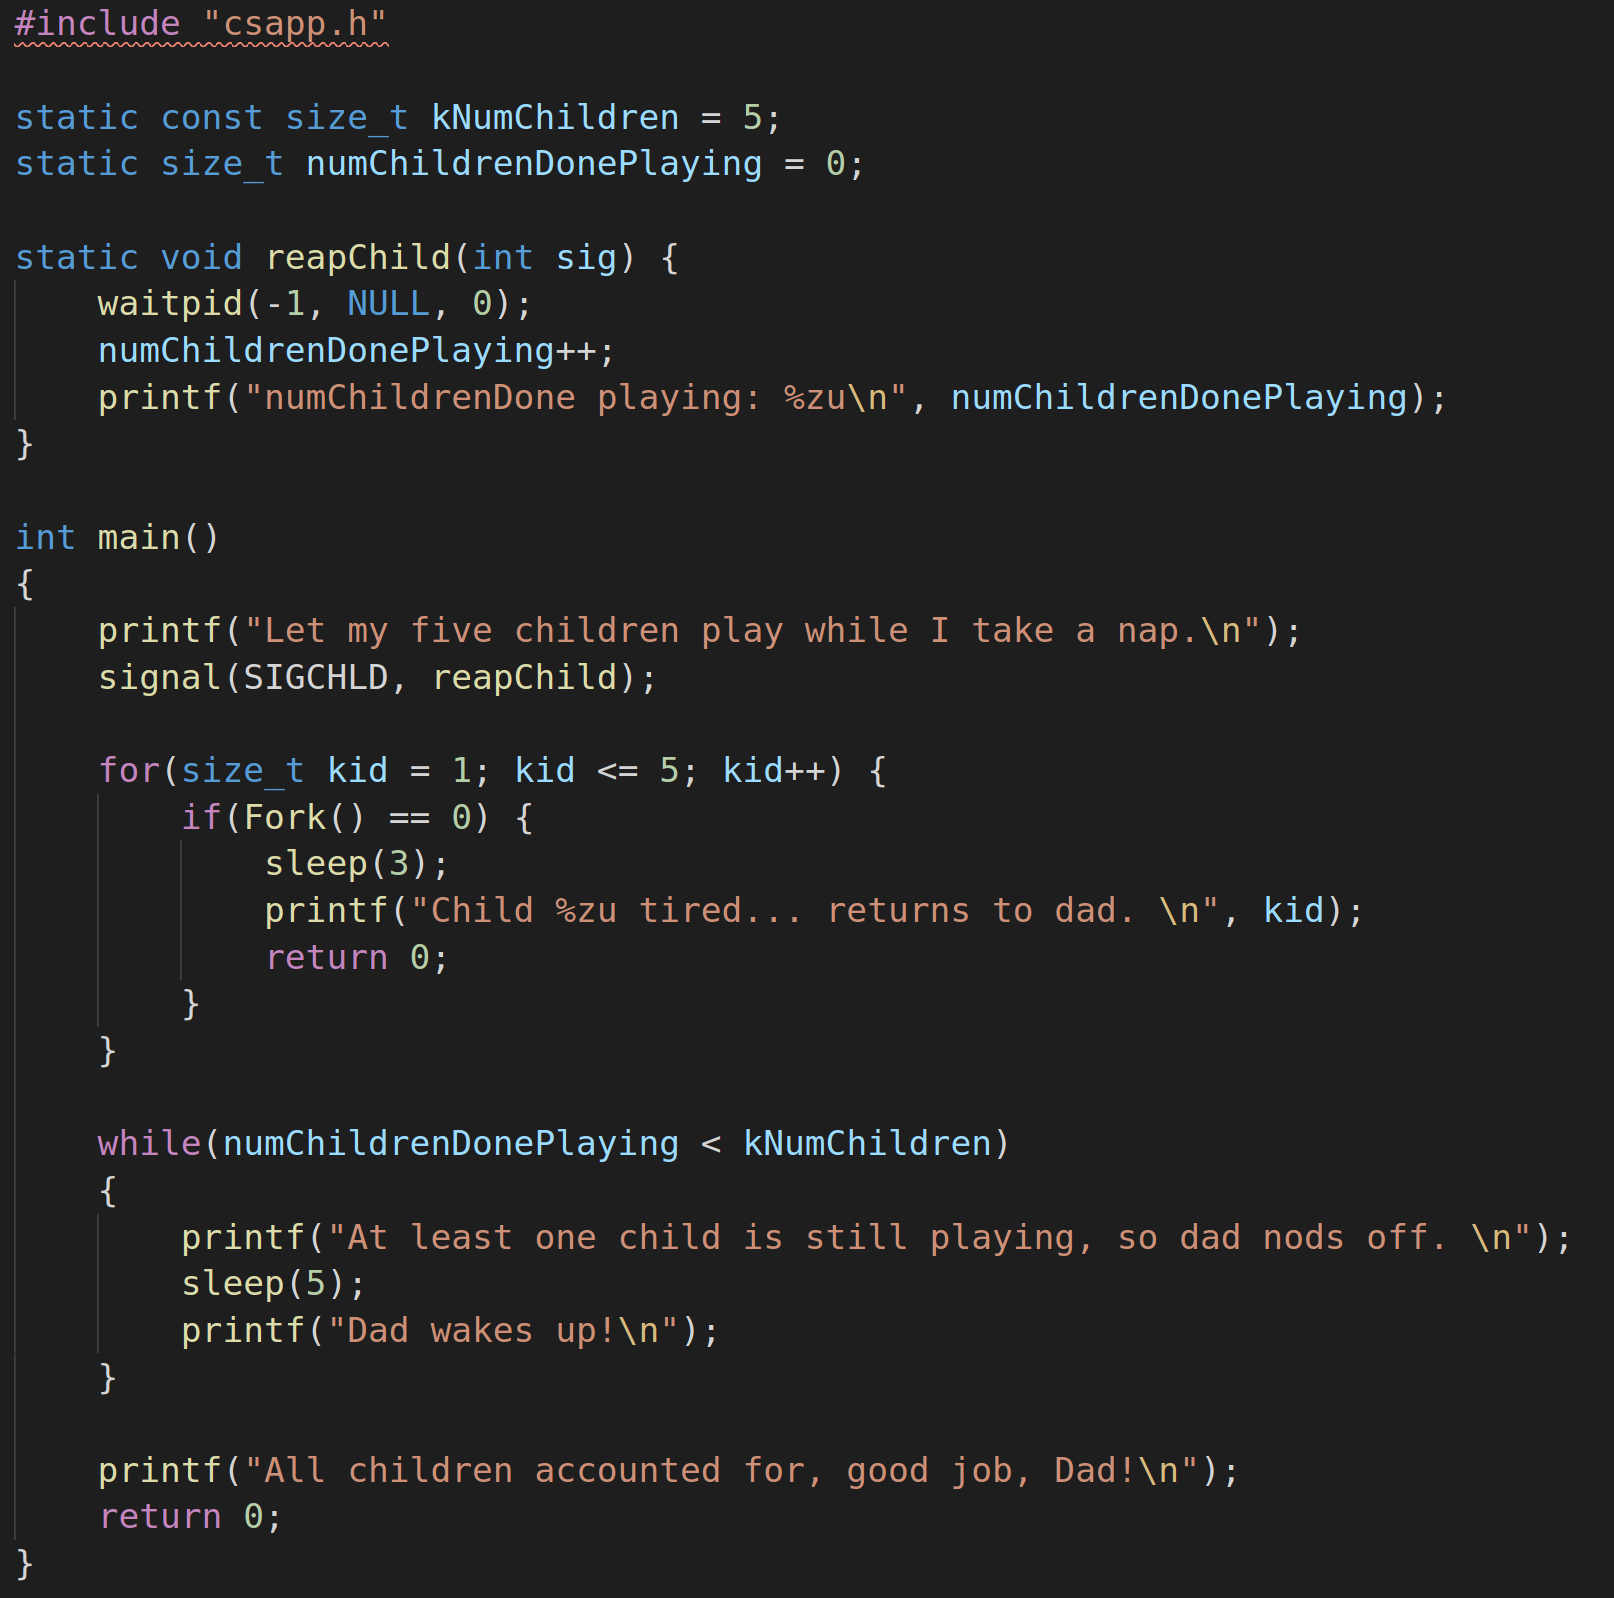 #include "csapp.h"

static const size_t kNumChildren = 5;
static size_t numChildrenDonePlaying = 0;

static void reapChild(int sig) {
    waitpid(-1, NULL, 0);
    numChildrenDonePlaying++;
    printf("numChildrenDone playing: %zu\n", numChildrenDonePlaying);
}

int main()
{
    printf("Let my five children play while I take a nap.\n");
    signal(SIGCHLD, reapChild);

    for(size_t kid = 1; kid <= 5; kid++) {
        if(Fork() == 0) {
            sleep(3);
            printf("Child %zu tired... returns to dad. \n", kid);
            return 0;
        }
    }

    while(numChildrenDonePlaying < kNumChildren)
    {
        printf("At least one child is still playing, so dad nods off. \n");
        sleep(5);
        printf("Dad wakes up!\n");
    }

    printf("All children accounted for, good job, Dad!\n");
    return 0;
}